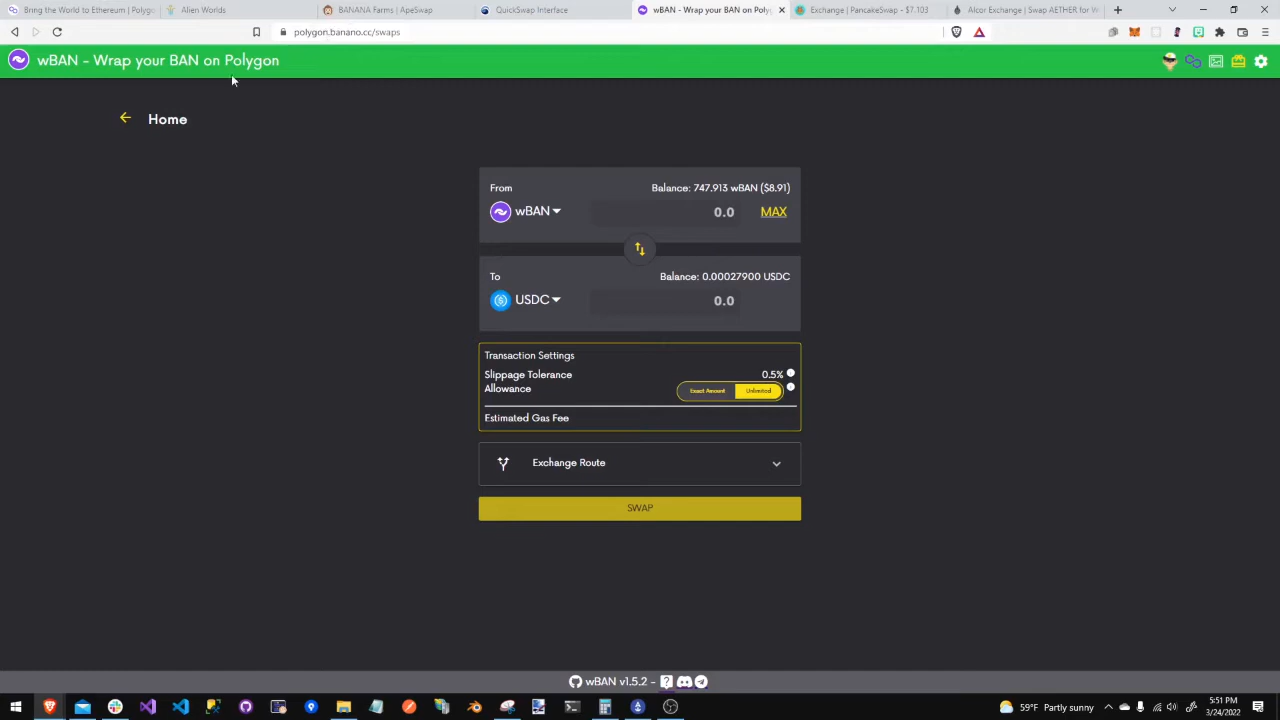 Bring the World to Ethereum | Polygo
Alien Worlds
BANANA Farms | ApeSwap
QuickSwap Interface
wBAN - Wrap your BAN on Poly
Exchange | PancakeSwap - $7.103
Alcor Exchange | Swap AETHER for W
polygon.banano.cc/swaps
wBAN - Wrap your BAN on Polygon
Home
From
Balance: 747.913 wBAN ($8.91)
wBAN
0.0
MAX
To
Balance: 0.00027900 USDC
USDC
0.0
Transaction Settings
Slippage Tolerance
0.5%
Allowance
Exact Amount
Unlimited
Estimated Gas Fee
Exchange Route
SWAP
wBAN v1.5.2 -
59°F Partly sunny
5:51 PM
3/24/2022